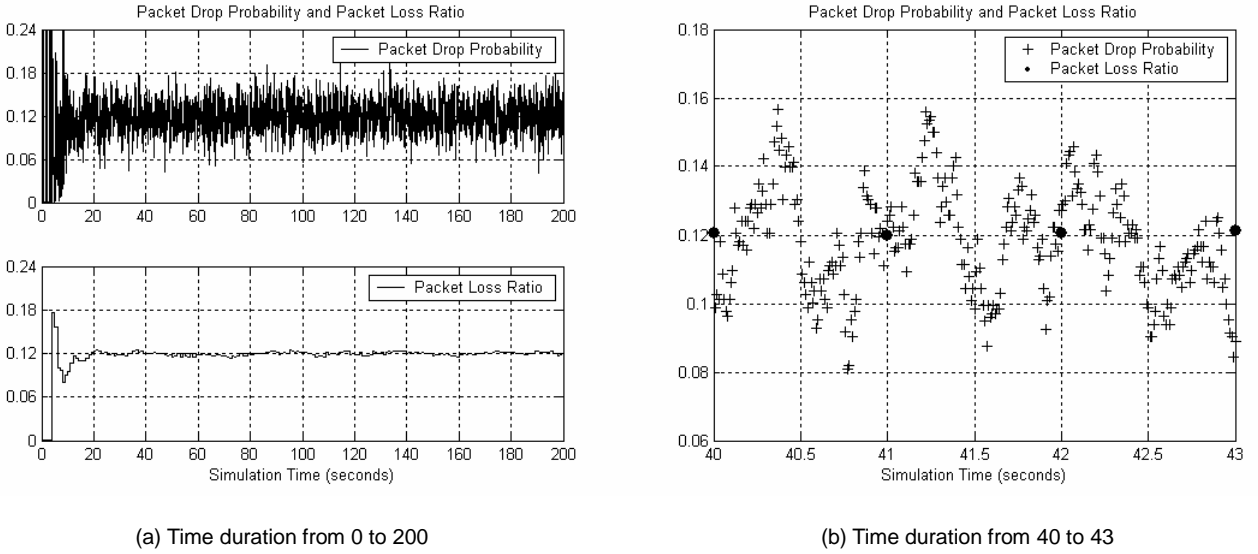 Packet Drop Probability and Packet Loss Ratio
0.24
0.18
0.12
0.06
0
Packet Drop Probability
0 20 40 60 80 100 120 140 160 180 200
0.24
0.18
0.12
0.06
0
Packet Loss Ratio
0 20 40 60 80 100 120 140 160 180 200
Simulation Time (seconds)
(a) Time duration from 0 to 200
Packet Drop Probability and Packet Loss Ratio
0.18
0.16
0.14
0.12
0.1
0.08
0.06
Packet Drop Probability
Packet Loss Ratio
40 40.5 41 41.5 42 42.5 43
Simulation Time (seconds)
(b) Time duration from 40 to 43